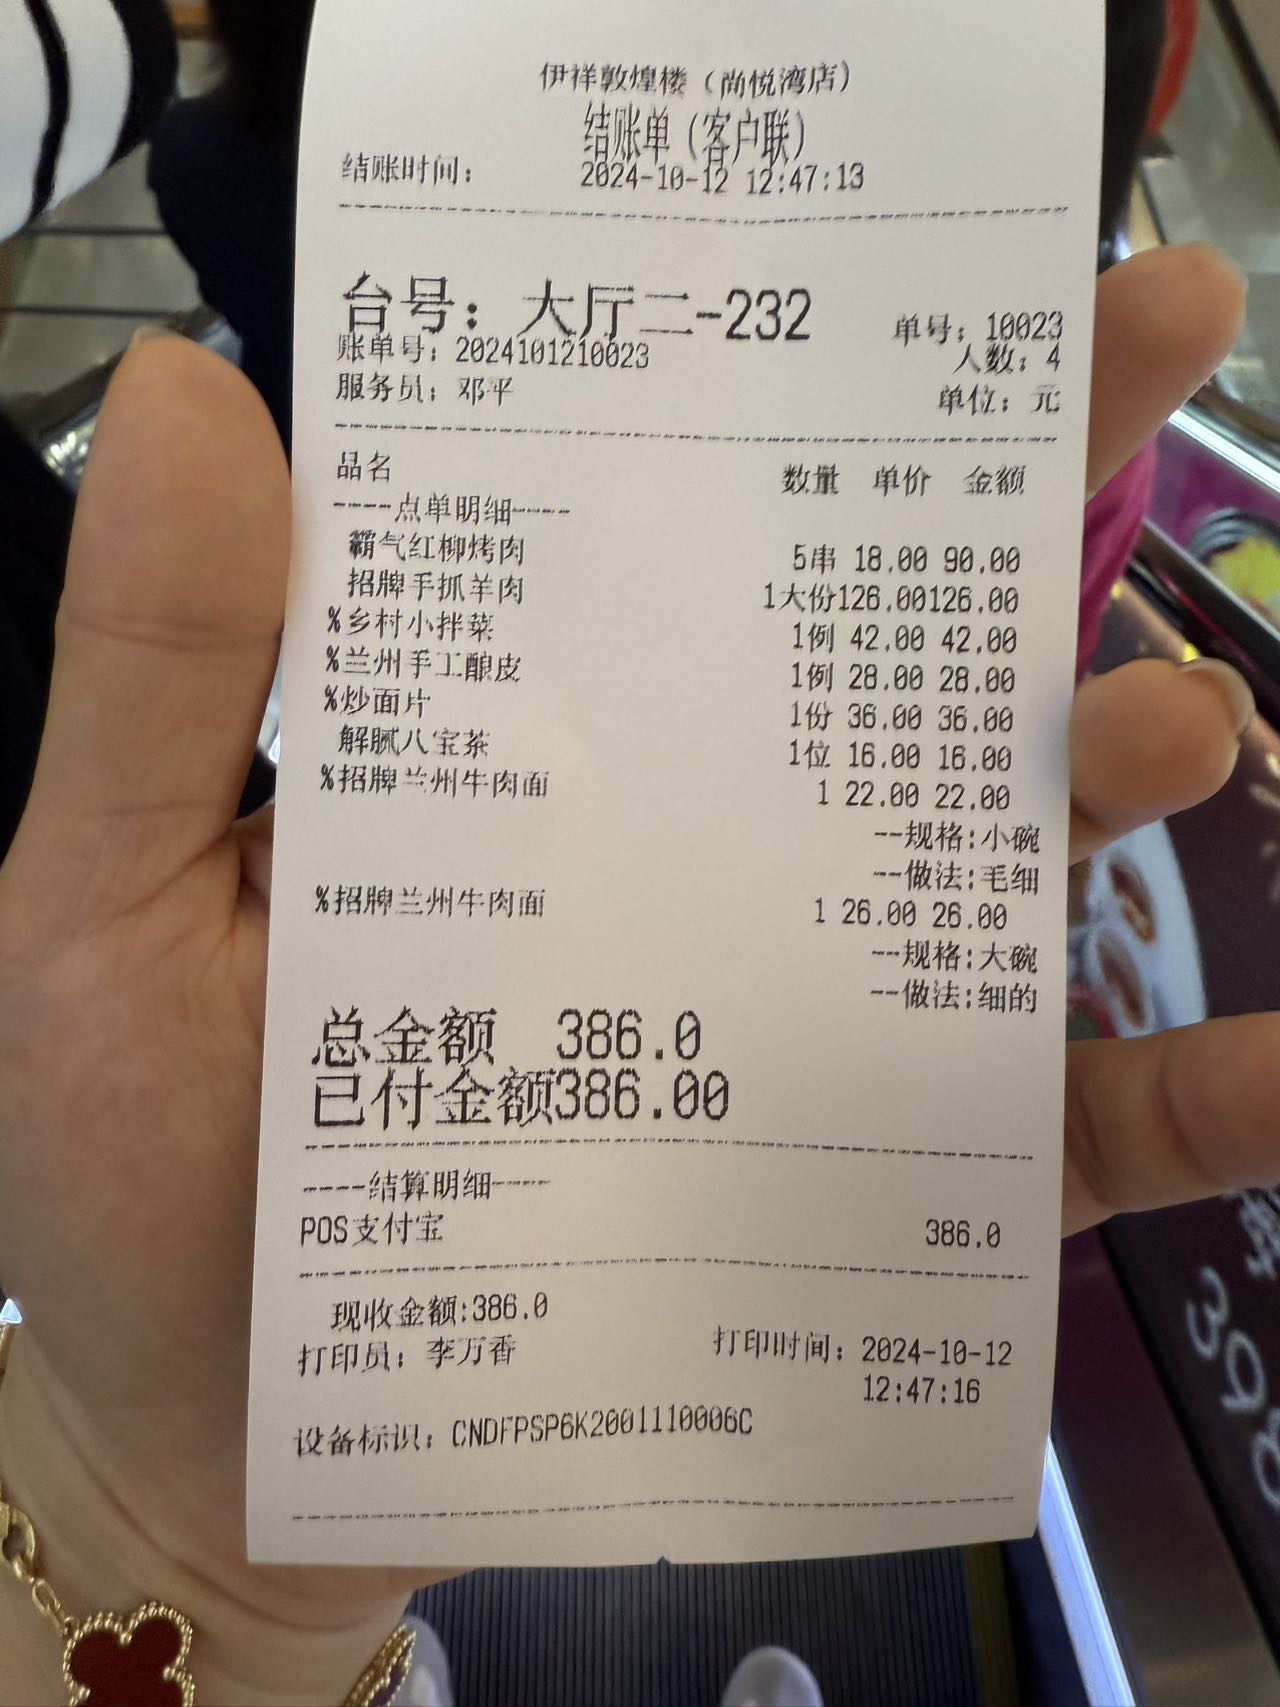 伊祥敦煌楼（尚悦湾店）
结账单（客户联）
结账时间： 2024-10-12 12:47:13
台号： 大厅二-232
单号：10023
账单号：2024101210023
人数：4
服务员：邓平
单位：元
品名 数量 单价 金额
----点单明细----
霸气红柳烤肉 5串 18.00 90.00
招牌手抓羊肉 1大份126.00126.00
%乡村小拌菜 1例 42.00 42.00
%兰州手工酿皮 1例 28.00 28.00
%炒面片 1份 36.00 36.00
解腻八宝茶 1位 16.00 16.00
%招牌兰州牛肉面 1 22.00 22.00
--规格:小碗
--做法:毛细
%招牌兰州牛肉面 1 26.00 26.00
--规格:大碗
--做法:细的
总金额 386.0
已付金额386.00
----结算明细----
POS支付宝 386.0
现收金额:386.0
打印员：李万香 打印时间：2024-10-12
12:47:16
设备标识：CNDFPSP6K2001110006C